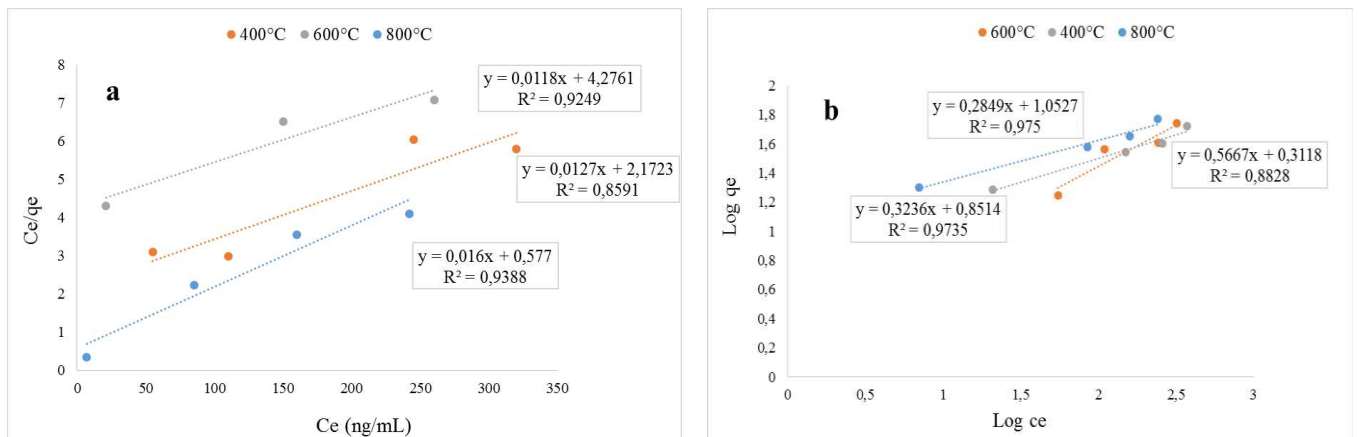 400°C 600°C 800°C
a
8
7
6
5
4
3
2
1
0
Ce/qe
y = 0,0118x + 4,2761
R² = 0,9249
y = 0,0127x + 2,1723
R² = 0,8591
y = 0,016x + 0,577
R² = 0,9388
0 50 100 150 200 250 300 350
Ce (ng/mL)
600°C 400°C 800°C
b
2
1,8
1,6
1,4
1,2
1
0,8
0,6
0,4
0,2
0
Log qe
y = 0,2849x + 1,0527
R² = 0,975
y = 0,5667x + 0,3118
R² = 0,8828
y = 0,3236x + 0,8514
R² = 0,9735
0 0,5 1 1,5 2 2,5 3
Log ce